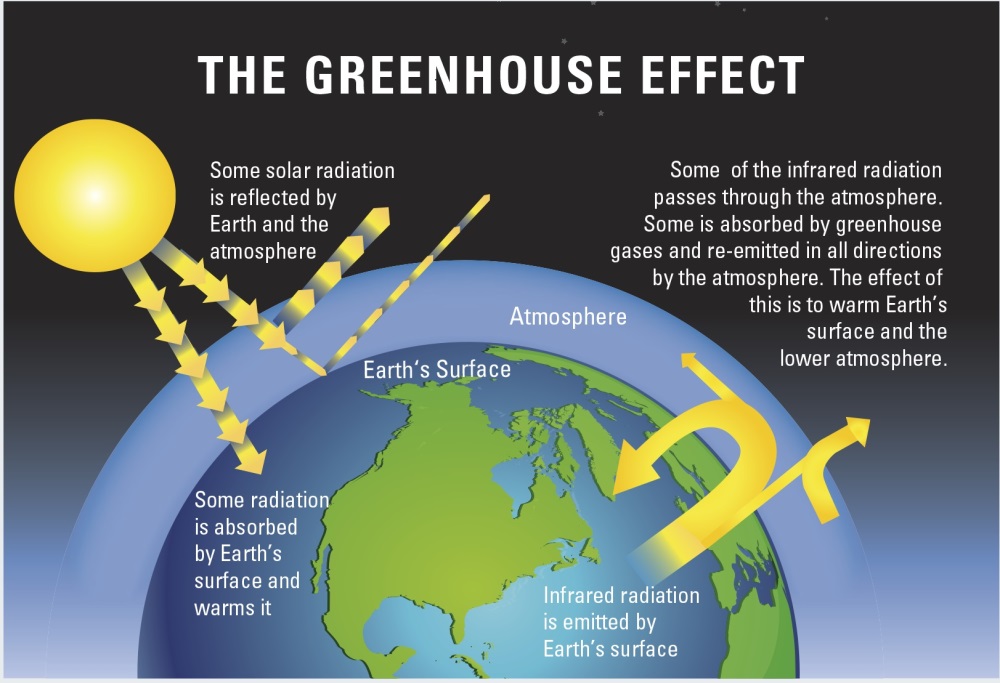 THE GREENHOUSE EFFECT
Some solar radiation
is reflected by
Earth and the
atmosphere
Some of the infrared radiation
passes through the atmosphere.
Some is absorbed by greenhouse
gases and re-emitted in all directions
by the atmosphere. The effect of
this is to warm Earth's
surface and the
lower atmosphere.
Atmosphere
Earth‘s Surface
Some radiation
is absorbed
by Earth's
surface and
warms it
Infrared radiation
is emitted by
Earth's surface